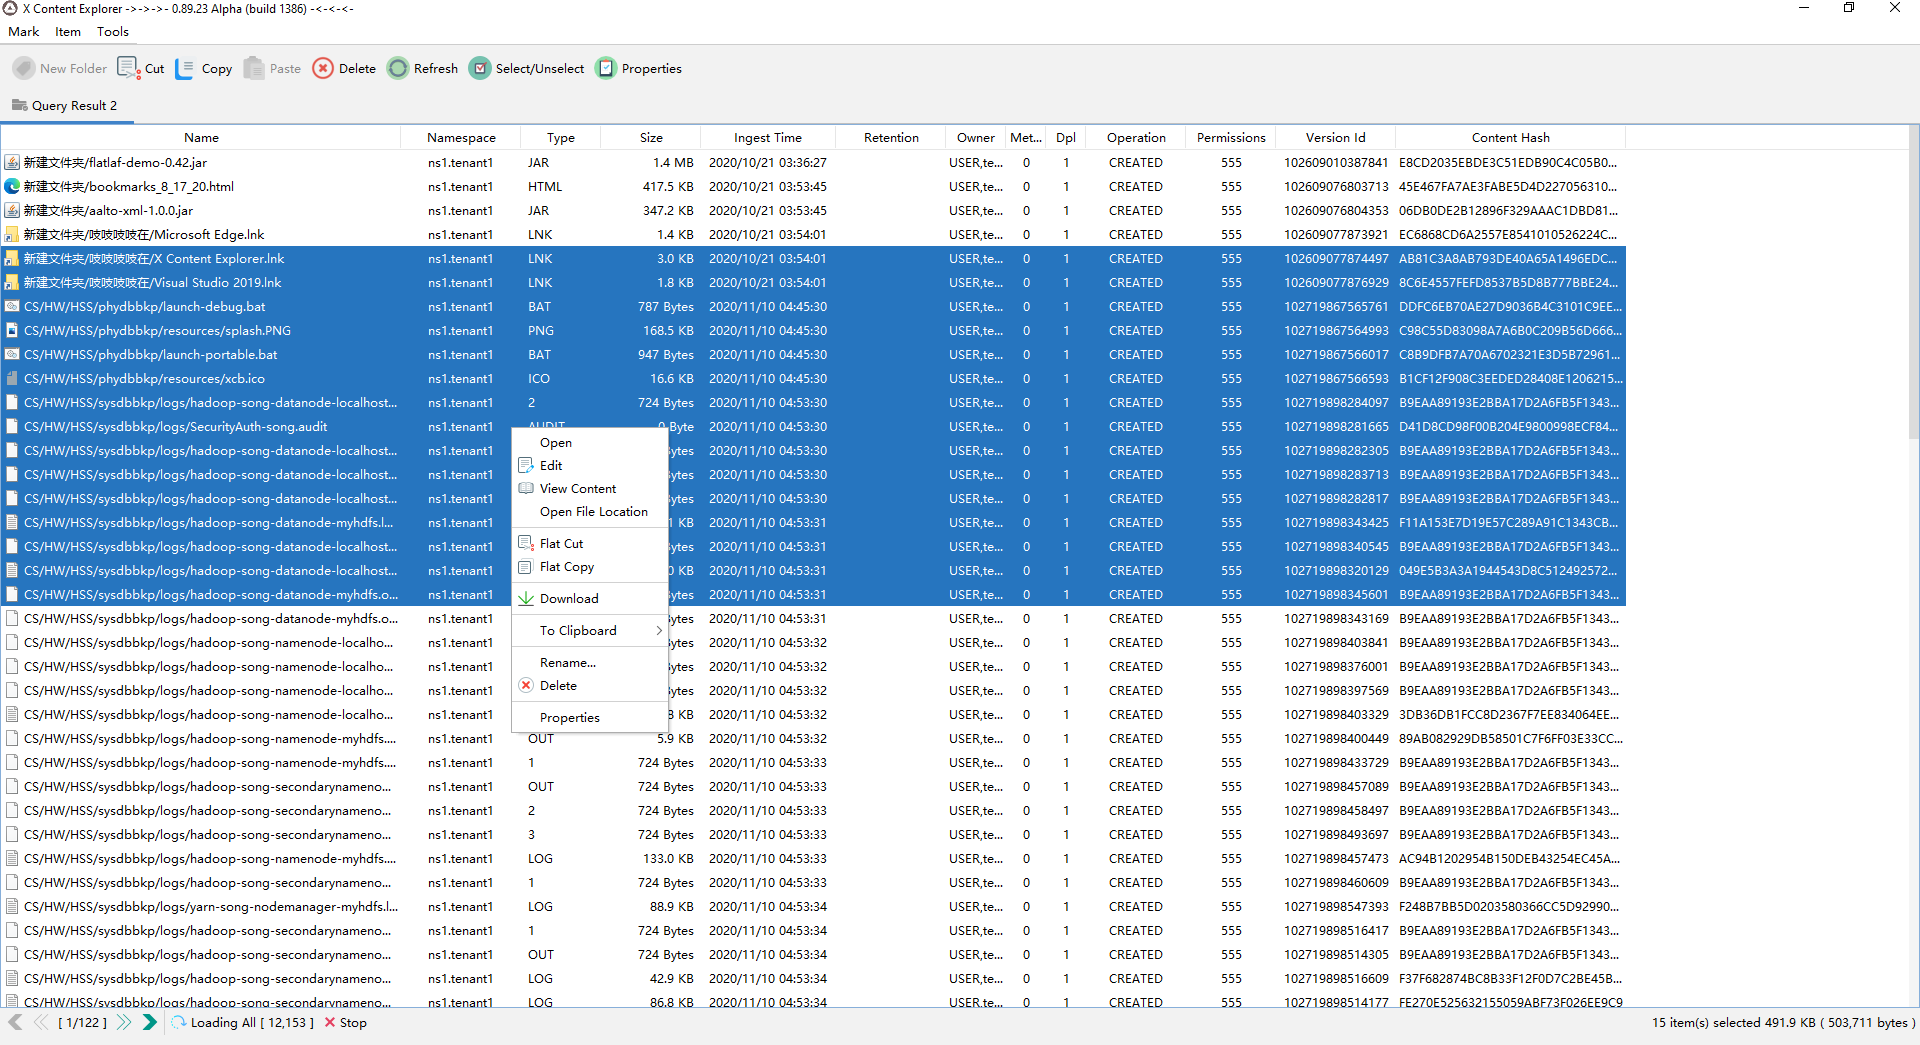 X Content Explorer ->->->- 0.89.23 Alpha (build 1386) -<-<-<-
Mark Item Tools
New Folder Cut Copy Paste Delete Refresh Select/Unselect Properties
Query Result 2
Name Namespace Type Size Ingest Time Retention Owner Met... Dpl Operation Permissions Version Id Content Hash
新建文件夹/flatlaf-demo-0.42.jar ns1.tenant1 JAR 1.4 MB 2020/10/21 03:36:27 USER,te... 0 1 CREATED 555 102609010387841 E8CD2035EBDE3C51EDB90C4C05B0...
新建文件夹/bookmarks_8_17_20.html ns1.tenant1 HTML 417.5 KB 2020/10/21 03:53:45 USER,te... 0 1 CREATED 555 102609076803713 45E467FA7AE3FABE5D4D227056310...
新建文件夹/aalto-xml-1.0.0.jar ns1.tenant1 JAR 347.2 KB 2020/10/21 03:53:45 USER,te... 0 1 CREATED 555 102609076804353 06DB0DE2B12896F329AAAC1DBD81...
新建文件夹/吱吱吱吱在/Microsoft Edge.lnk ns1.tenant1 LNK 1.4 KB 2020/10/21 03:54:01 USER,te... 0 1 CREATED 555 102609077873921 EC6868CD6A2557E8541010526224C...
新建文件夹/吱吱吱吱在/X Content Explorer.lnk ns1.tenant1 LNK 3.0 KB 2020/10/21 03:54:01 USER,te... 0 1 CREATED 555 102609077874497 AB81C3A8AB793DE40A65A1496EDC...
新建文件夹/吱吱吱吱在/Visual Studio 2019.lnk ns1.tenant1 LNK 1.8 KB 2020/10/21 03:54:01 USER,te... 0 1 CREATED 555 102609077876929 8C6E4557FEFD8537B5D8B777BBE24...
CS/HW/HSS/phydbbkp/launch-debug.bat ns1.tenant1 BAT 787 Bytes 2020/11/10 04:45:30 USER,te... 0 1 CREATED 555 102719867565761 DDFC6EB70AE27D9036B4C3101C9EE...
CS/HW/HSS/phydbbkp/resources/splash.PNG ns1.tenant1 PNG 168.5 KB 2020/11/10 04:45:30 USER,te... 0 1 CREATED 555 102719867564993 C98C55D83098A7A6B0C209B56D666...
CS/HW/HSS/phydbbkp/launch-portable.bat ns1.tenant1 BAT 947 Bytes 2020/11/10 04:45:30 USER,te... 0 1 CREATED 555 102719867566017 C8B9DFB7A70A6702321E3D5B72961...
CS/HW/HSS/phydbbkp/resources/xcb.ico ns1.tenant1 ICO 16.6 KB 2020/11/10 04:45:30 USER,te... 0 1 CREATED 555 102719867566593 B1CF12F908C3EEDED28408E1206215...
CS/HW/HSS/sysdbbkp/logs/hadoop-song-datanode-localhost... ns1.tenant1 2 724 Bytes 2020/11/10 04:53:30 USER,te... 0 1 CREATED 555 102719898284097 B9EAA89193E2BBA17D2A6FB5F1343...
CS/HW/HSS/sysdbbkp/logs/SecurityAuth-song.audit ns1.tenant1 AUDIT 0 Byte 2020/11/10 04:53:30 USER,te... 0 1 CREATED 555 102719898281665 D41D8CD98F00B204E9800998ECF84...
CS/HW/HSS/sysdbbkp/logs/hadoop-song-datanode-localhost... ns1.tenant1 2020/11/10 04:53:30 USER,te... 0 1 CREATED 555 102719898282305 B9EAA89193E2BBA17D2A6FB5F1343...
CS/HW/HSS/sysdbbkp/logs/hadoop-song-datanode-localhost... ns1.tenant1 2020/11/10 04:53:30 USER,te... 0 1 CREATED 555 102719898283713 B9EAA89193E2BBA17D2A6FB5F1343...
CS/HW/HSS/sysdbbkp/logs/hadoop-song-datanode-localhost... ns1.tenant1 2020/11/10 04:53:30 USER,te... 0 1 CREATED 555 102719898282817 B9EAA89193E2BBA17D2A6FB5F1343...
CS/HW/HSS/sysdbbkp/logs/hadoop-song-datanode-myhdfs.l... ns1.tenant1 KB 2020/11/10 04:53:31 USER,te... 0 1 CREATED 555 102719898343425 F11A153E7D19E57C289A91C1343CB...
CS/HW/HSS/sysdbbkp/logs/hadoop-song-datanode-localhost... ns1.tenant1 2020/11/10 04:53:31 USER,te... 0 1 CREATED 555 102719898340545 B9EAA89193E2BBA17D2A6FB5F1343...
CS/HW/HSS/sysdbbkp/logs/hadoop-song-datanode-localhost... ns1.tenant1 KB 2020/11/10 04:53:31 USER,te... 0 1 CREATED 555 102719898320129 049E5B3A3A1944543D8C512492572...
CS/HW/HSS/sysdbbkp/logs/hadoop-song-datanode-myhdfs.o... ns1.tenant1 2020/11/10 04:53:31 USER,te... 0 1 CREATED 555 102719898345601 B9EAA89193E2BBA17D2A6FB5F1343...
CS/HW/HSS/sysdbbkp/logs/hadoop-song-datanode-myhdfs.o... ns1.tenant1 2020/11/10 04:53:31 USER,te... 0 1 CREATED 555 102719898343169 B9EAA89193E2BBA17D2A6FB5F1343...
CS/HW/HSS/sysdbbkp/logs/hadoop-song-namenode-localho... ns1.tenant1 2020/11/10 04:53:32 USER,te... 0 1 CREATED 555 102719898403841 B9EAA89193E2BBA17D2A6FB5F1343...
CS/HW/HSS/sysdbbkp/logs/hadoop-song-namenode-localho... ns1.tenant1 2020/11/10 04:53:32 USER,te... 0 1 CREATED 555 102719898376001 B9EAA89193E2BBA17D2A6FB5F1343...
CS/HW/HSS/sysdbbkp/logs/hadoop-song-namenode-localho... ns1.tenant1 2020/11/10 04:53:32 USER,te... 0 1 CREATED 555 102719898397569 B9EAA89193E2BBA17D2A6FB5F1343...
CS/HW/HSS/sysdbbkp/logs/hadoop-song-namenode-localho... ns1.tenant1 KB 2020/11/10 04:53:32 USER,te... 0 1 CREATED 555 102719898403329 3DB36DB1FCC8D2367F7EE834064EE...
CS/HW/HSS/sysdbbkp/logs/hadoop-song-namenode-myhdfs.... ns1.tenant1 OUT 5.9 KB 2020/11/10 04:53:32 USER,te... 0 1 CREATED 555 102719898400449 89AB082929DB58501C7F6FF03E33CC...
CS/HW/HSS/sysdbbkp/logs/hadoop-song-namenode-myhdfs.... ns1.tenant1 1 724 Bytes 2020/11/10 04:53:33 USER,te... 0 1 CREATED 555 102719898433729 B9EAA89193E2BBA17D2A6FB5F1343...
CS/HW/HSS/sysdbbkp/logs/hadoop-song-secondarynameno... ns1.tenant1 OUT 724 Bytes 2020/11/10 04:53:33 USER,te... 0 1 CREATED 555 102719898457089 B9EAA89193E2BBA17D2A6FB5F1343...
CS/HW/HSS/sysdbbkp/logs/hadoop-song-secondarynameno... ns1.tenant1 2 724 Bytes 2020/11/10 04:53:33 USER,te... 0 1 CREATED 555 102719898458497 B9EAA89193E2BBA17D2A6FB5F1343...
CS/HW/HSS/sysdbbkp/logs/hadoop-song-secondarynameno... ns1.tenant1 3 724 Bytes 2020/11/10 04:53:33 USER,te... 0 1 CREATED 555 102719898493697 B9EAA89193E2BBA17D2A6FB5F1343...
CS/HW/HSS/sysdbbkp/logs/hadoop-song-namenode-myhdfs.... ns1.tenant1 LOG 133.0 KB 2020/11/10 04:53:33 USER,te... 0 1 CREATED 555 102719898457473 AC94B1202954B150DEB43254EC45A...
CS/HW/HSS/sysdbbkp/logs/hadoop-song-secondarynameno... ns1.tenant1 1 724 Bytes 2020/11/10 04:53:33 USER,te... 0 1 CREATED 555 102719898460609 B9EAA89193E2BBA17D2A6FB5F1343...
CS/HW/HSS/sysdbbkp/logs/yarn-song-nodemanager-myhdfs.l... ns1.tenant1 LOG 88.9 KB 2020/11/10 04:53:34 USER,te... 0 1 CREATED 555 102719898547393 F248B7BB5D0203580366CC5D92990...
CS/HW/HSS/sysdbbkp/logs/hadoop-song-secondarynameno... ns1.tenant1 1 724 Bytes 2020/11/10 04:53:34 USER,te... 0 1 CREATED 555 102719898516417 B9EAA89193E2BBA17D2A6FB5F1343...
CS/HW/HSS/sysdbbkp/logs/hadoop-song-secondarynameno... ns1.tenant1 OUT 724 Bytes 2020/11/10 04:53:34 USER,te... 0 1 CREATED 555 102719898514305 B9EAA89193E2BBA17D2A6FB5F1343...
CS/HW/HSS/sysdbbkp/logs/hadoop-song-secondarynameno... ns1.tenant1 LOG 42.9 KB 2020/11/10 04:53:34 USER,te... 0 1 CREATED 555 102719898516609 F37F682874BC8B33F12F0D7C2BE45B...
CS/HW/HSS/sysdbbkp/logs/hadoop-song-secondarynameno... ns1.tenant1 LOG 86.8 KB 2020/11/10 04:53:34 USER,te... 0 1 CREATED 555 102719898514177 FE270E525632155059ABF73F026EE9C9
Open
Edit
View Content
Open File Location
Flat Cut
Flat Copy
Download
To Clipboard
Rename...
Delete
Properties
[ 1/122 ] Loading All [ 12,153 ] Stop 15 item(s) selected 491.9 KB ( 503,711 bytes )